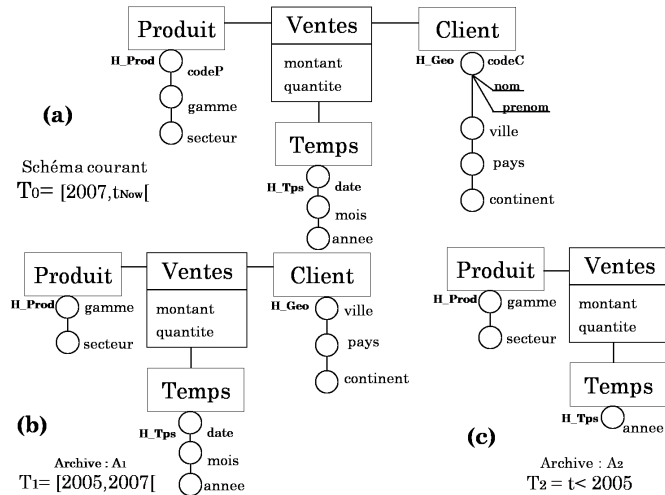 Produit
Ventes
Client
H_Prod
codeP
gamme
secteur
montant
quantite
H_Geo
codeC
nom
prenom
ville
pays
continent
(a)
Schéma courant
T0= [2007,tNow[
Temps
H_Tps
date
mois
annee
Produit
Ventes
Client
H_Prod
gamme
secteur
montant
quantite
H_Geo
ville
pays
continent
Temps
H_Tps
date
mois
annee
(b)
Archive : A1
T1= [2005,2007[
Produit
Ventes
H_Prod
gamme
secteur
montant
quantite
Temps
H_Tps
annee
(c)
Archive : A2
T2 = t< 2005